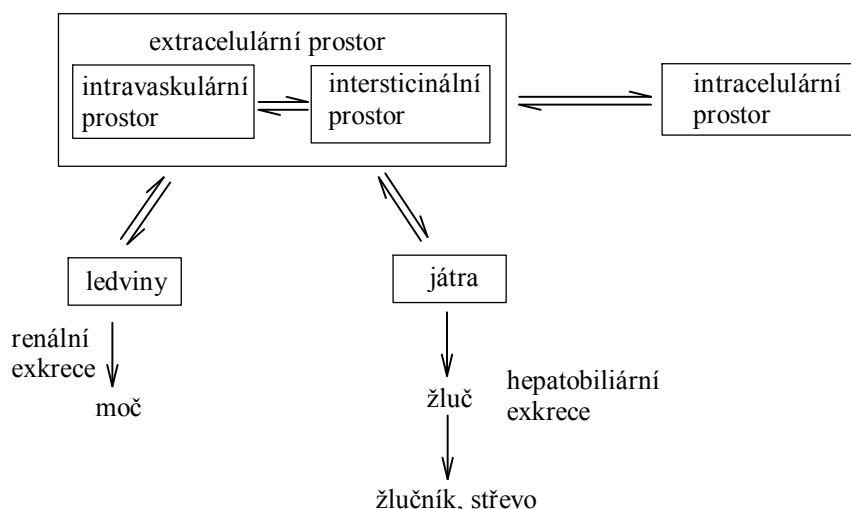 extracelulární prostor
intravaskulární
prostor
intersticinální
prostor
intracelulární
prostor
ledviny
játra
renální
exkrece
moč
žluč
hepatobiliární
exkrece
žlučník, střevo